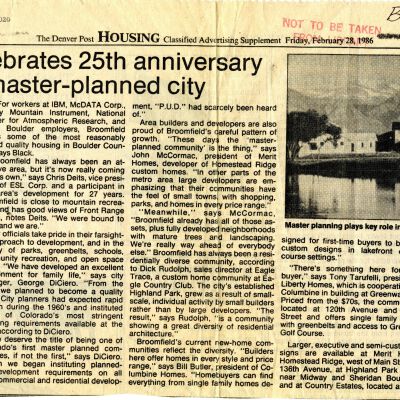 020
B
NOT TO BE TAKEN
The Denver Post HOUSING Classified Advertising Supplement Friday, February 28, 1986
ebrates 25th anniversary
master-planned city
For workers at IBM, McDATA Corp.,
y Mountain Instrument, National
r for Atmospheric Research, and
Boulder employers, Broomfield
s some of the most reasonably
d quality housing in Boulder Coun-
ays Black.
oomfield has always been an at-
ve area, but it's now really coming
own," says Chris Deits, vice presi-
of ESL Corp. and a participant in
rea's development for 27 years.
mfield is close to mountain recrea-
nd has good views of Front Range
, notes Deits. "We were bound to
and we are."
officials take pride in their farsight-
pproach to development, and in the
y of parks, greenbelts, schools,
unity recreation, and open space
"We have developed an excellent
nment for family life," says city
ger, George DiCiero. "From the
we planned to become a quality
City planners had expected rapid
h during the 1960's and instituted
of Colorado's most stringent
ing requirements available at the
according to DiCiero.
e deserve the title of being one of
do's first master planned com-
es, if not the first," says DiCiero.
n we began instituting planned-
velopment requirements on all
ommercial and residential develop-
ment, "P.U.D." had scarcely been heard
of."
Area builders and developers are also
proud of Broomfield's careful pattern of
growth. "These days the 'master-
planned community' is the thing," says
John McCormac, president of Merit
Homes, developer of Homestead Ridge
custom homes. "In other parts of the
metro area large developers are em-
phasizing that their communities have
the feel of small towns, with shopping,
parks, and homes in every price range."
"Meanwhile," says McCormac,
"Broomfield already has all of those as-
sets, plus fully developed neighborhoods
with mature trees and landscaping.
We're really way ahead of everybody
else." Broomfield has always been a resi-
dentially diverse community, according
to Dick Rudolph, sales director at Eagle
Trace, a custom home community at Ea-
gle Country Club. The city's established
Highland Park, grew as a result of small-
scale, individual activity by small builders
rather than by large developers. "The
result," says Rudolph, "is a community
showing a great diversity of residential
architecture."
Broomfield's current new-home com-
munities reflect the diversity. "Builders
here offer homes in every style and price
range," says Bill Butler, president of Co-
lumbine Homes. "Homebuyers can find
everything from single family homes de-
Master planning plays key role in
signed for first-time buyers to b
custom designs in lakefront
course settings."
"There's something here fo
buyer," says Tony Tarufelli, presi
Liberty Homes, which is cooperati
Columbine in building at Greenw
Priced from the $70s, the comm
located at 120th Avenue and
Street and offers single family
with greenbelts and access to Gre
Golf Course.
Larger, executive and semi-cust
signs are available at Merit H
Homestead Ridge, west of Main St
136th Avenue, at Highland Park
near Midway and Sheridan Boul
and at Country Estates, located a